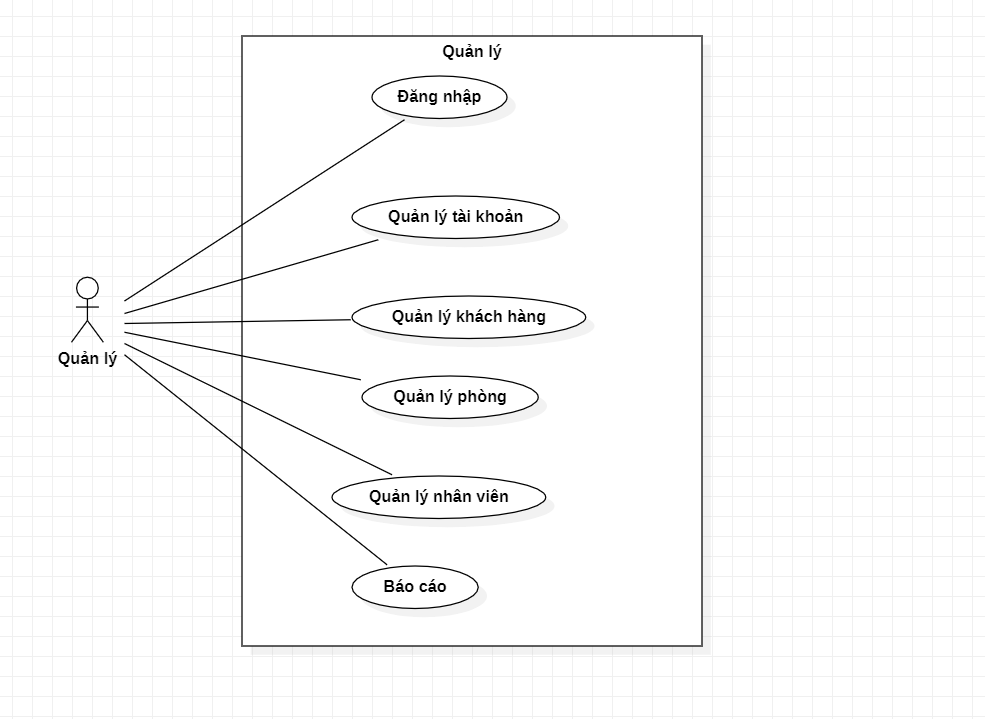 Quản lý
Đăng nhập
Quản lý tài khoản
Quản lý khách hàng
Quản lý
Quản lý phòng
Quản lý nhân viên
Báo cáo